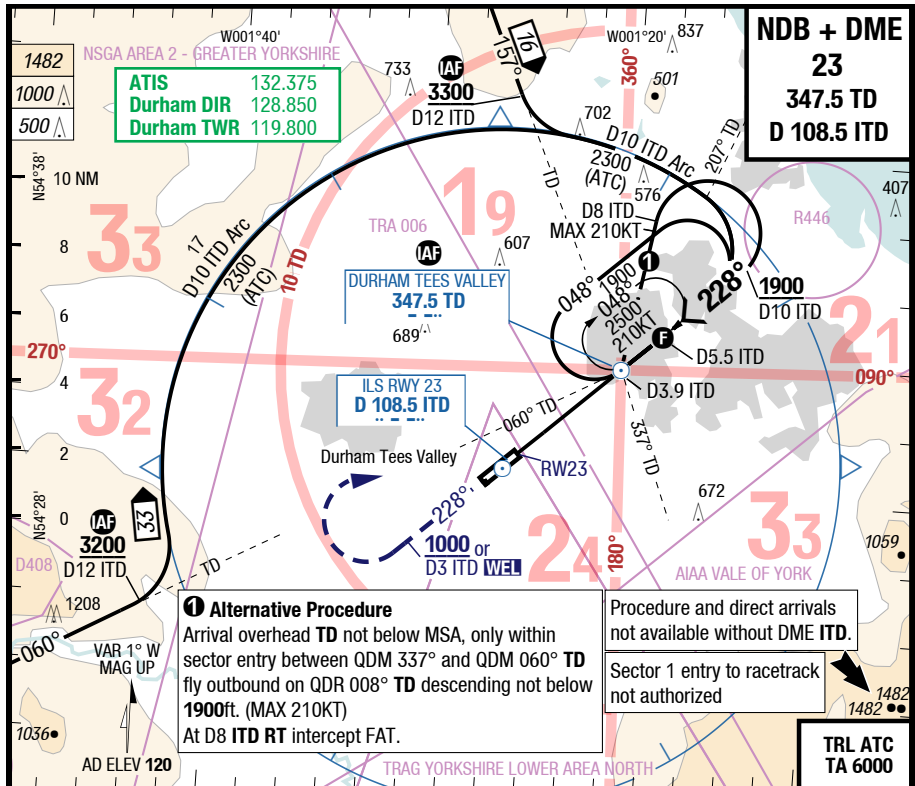 NDB + DME
23
347.5 TD
D 108.5 ITD
W001°40'
W001°20'
NSGA AREA 2 - GREATER YORKSHIRE
1482
1000
500
ATIS 132.375
Durham DIR 128.850
Durham TWR 119.800
733
IAF
3300
D12 ITD
157°
16
837
360°
501
702
D10 ITD Arc
2300
(ATC)
207° TD
576
407
R446
N54°38'
10 NM
8
6
4
2
0
N54°28'
33
19
21
32
24
33
17
D10 ITD Arc
2300
(ATC)
10 TD
TRA 006
TD
D8 ITD
MAX 210KT
IAF
607
DURHAM TEES VALLEY
347.5 TD
689
048°
1900
1
048°
2500
210KT
228°
1900
D10 ITD
F
D5.5 ITD
D3.9 ITD
270°
090°
ILS RWY 23
D 108.5 ITD
060° TD
337° TD
Durham Tees Valley
RW23
228°
1000 or
D3 ITD WEL
672
180°
1059
AIAA VALE OF YORK
33
IAF
3200
D12 ITD
D408
TD
1208
060°
VAR 1° W
MAG UP
1036
AD ELEV 120
1 Alternative Procedure
Arrival overhead TD not below MSA, only within
sector entry between QDM 337° and QDM 060° TD
fly outbound on QDR 008° TD descending not below
1900ft. (MAX 210KT)
At D8 ITD RT intercept FAT.
Procedure and direct arrivals
not available without DME ITD.
Sector 1 entry to racetrack
not authorized
1482
1482
TRAG YORKSHIRE LOWER AREA NORTH
TRL ATC
TA 6000